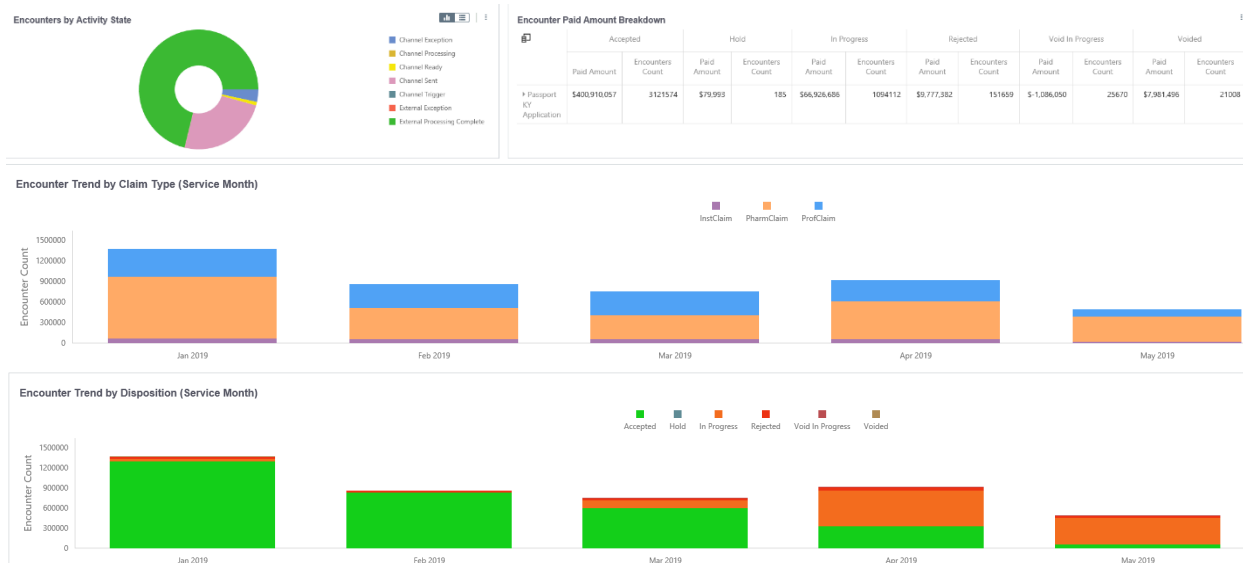 Encounters by Activity State
Channel Exception
Channel Processing
Channel Ready
Channel Sent
Channel Trigger
External Exception
External Processing Complete
Encounter Paid Amount Breakdown
Accepted Hold In Progress Rejected Void In Progress Voided
Paid Amount Encounters Count Paid Amount Encounters Count Paid Amount Encounters Count Paid Amount Encounters Count Paid Amount Encounters Count Paid Amount Encounters Count
Passport KY Application $400,910,057 3121574 $79,993 185 $66,926,686 1094112 $9,777,382 151659 $-1,086,050 25670 $7,981,496 21008
Encounter Trend by Claim Type (Service Month)
InstClaim PharmClaim ProfClaim
Encounter Count
1500000
1200000
900000
600000
300000
0
Jan 2019 Feb 2019 Mar 2019 Apr 2019 May 2019
Encounter Trend by Disposition (Service Month)
Accepted Hold In Progress Rejected Void In Progress Voided
Encounter Count
1500000
1200000
900000
600000
300000
0
Jan 2019 Feb 2019 Mar 2019 Apr 2019 May 2019